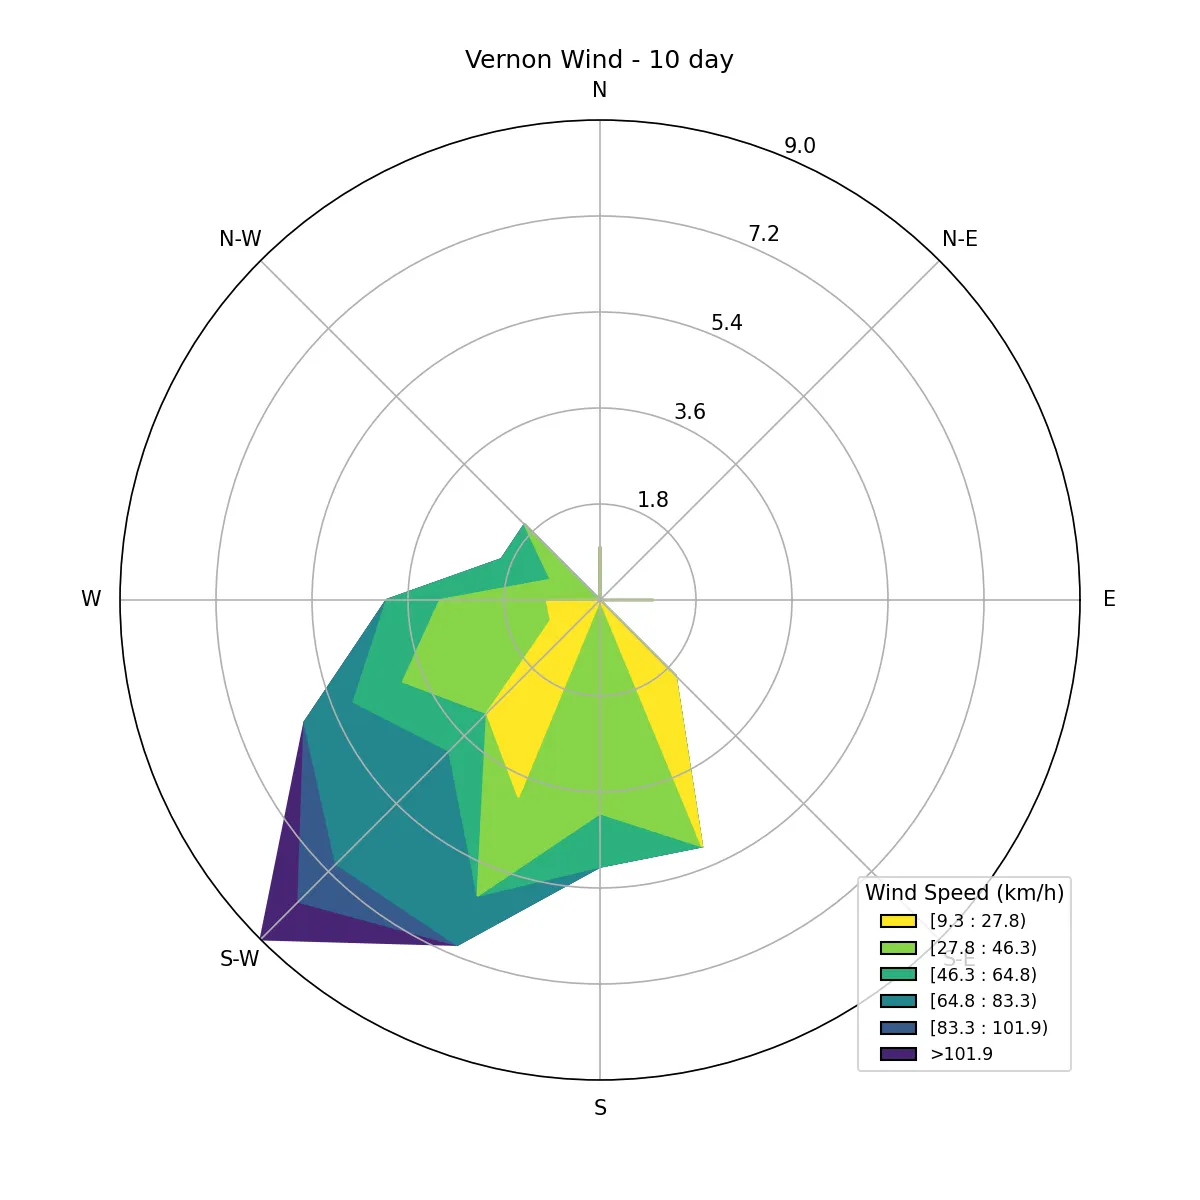 Vernon Wind - 10 day
N
9.0
7.2
N-W
N-E
5.4
3.6
1.8
W
E
Wind Speed (km/h)
[9.3 : 27.8)
[27.8 : 46.3)
S-W
S-E
[46.3 : 64.8)
[64.8 : 83.3)
[83.3 : 101.9)
>101.9
S